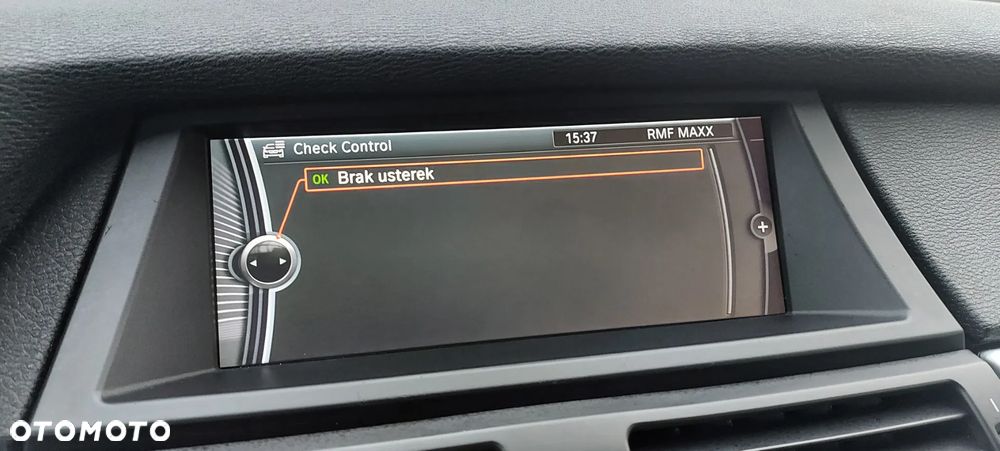 Check Control
15:37
RMF MAXX
OK Brak usterek
OTOMOTO